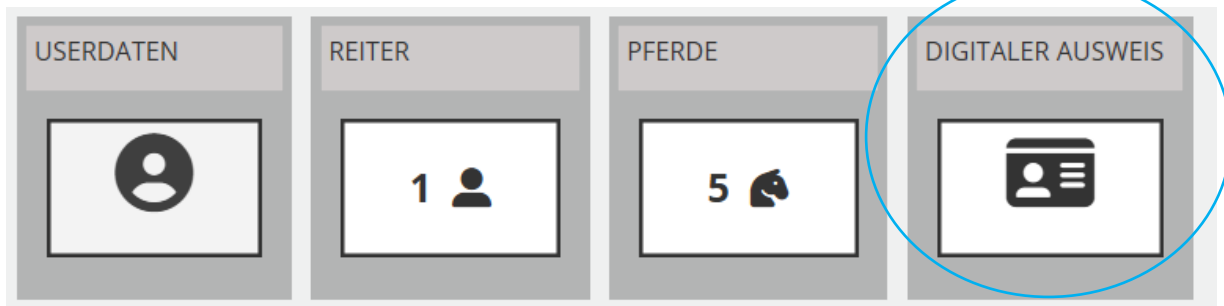 USERDATEN
REITER
PFERDE
DIGITALER AUSWEIS
1
5